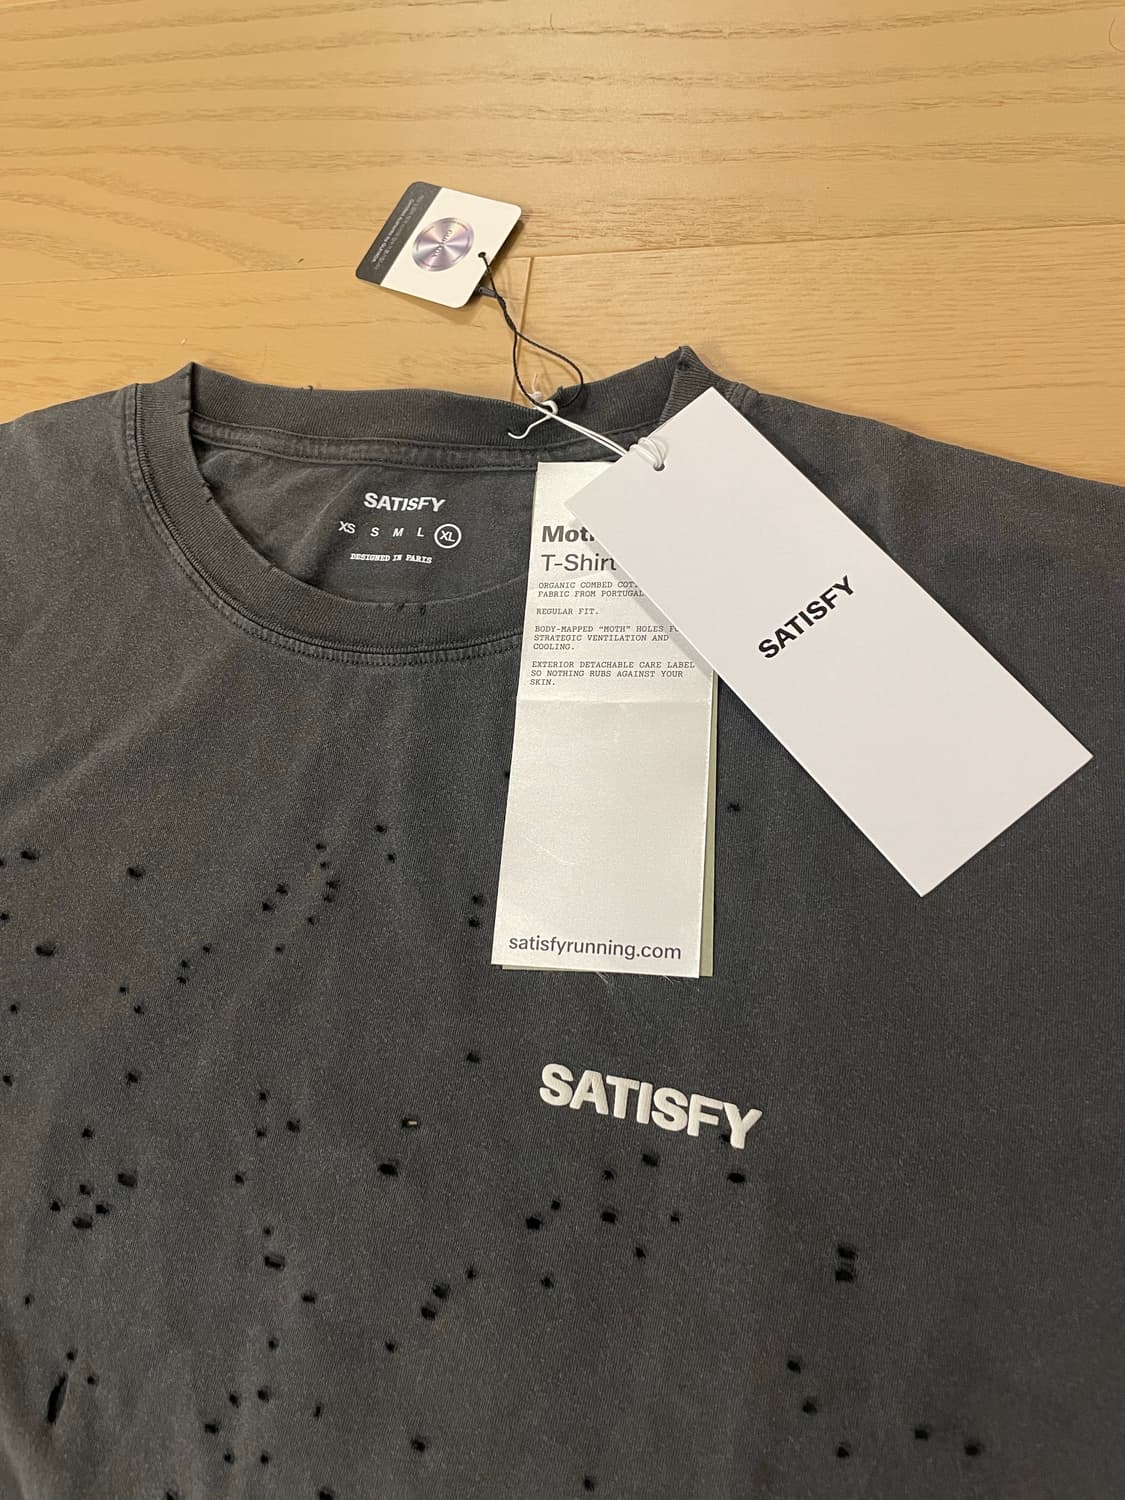 SATISFY
XS S M L XL
DESIGNED IN PARIS
T-Shirt
ORGANIC COMBED
FABRIC FROM PORTUGAL
REGULAR FIT.
BODY-MAPPED “MOTH” HOLES
STRATEGIC VENTILATION AND
COOLING.
EXTERIOR DETACHABLE CARE LABEL
SO NOTHING RUBS AGAINST YOUR
SKIN.
satisfyrunning.com
SATISFY
SATISFY